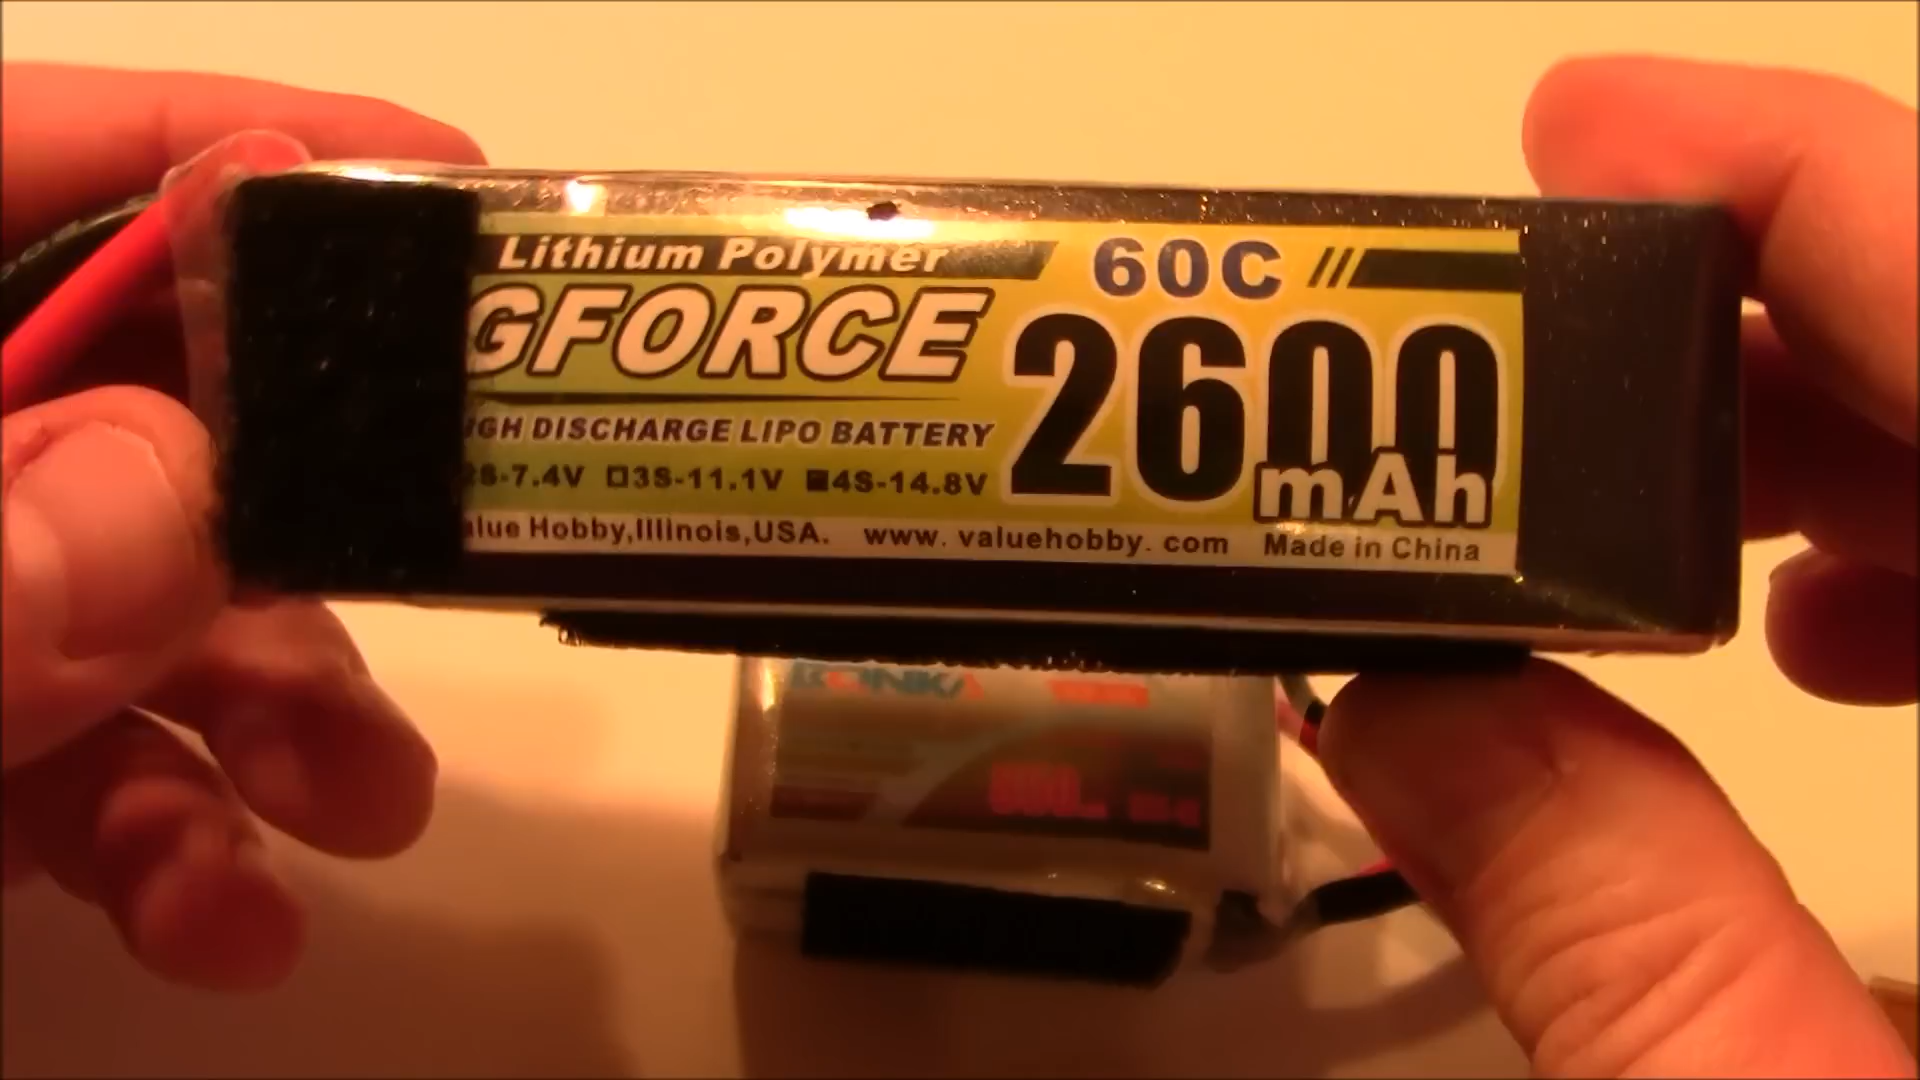 Lithium Polymer 60C
GFORCE 2600
mAh
GH DISCHARGE LIPO BATTERY
S-7.4V 3S-11.1V 4S-14.8V
alue Hobby,Illinois,USA. www.valuehobby.com Made in China